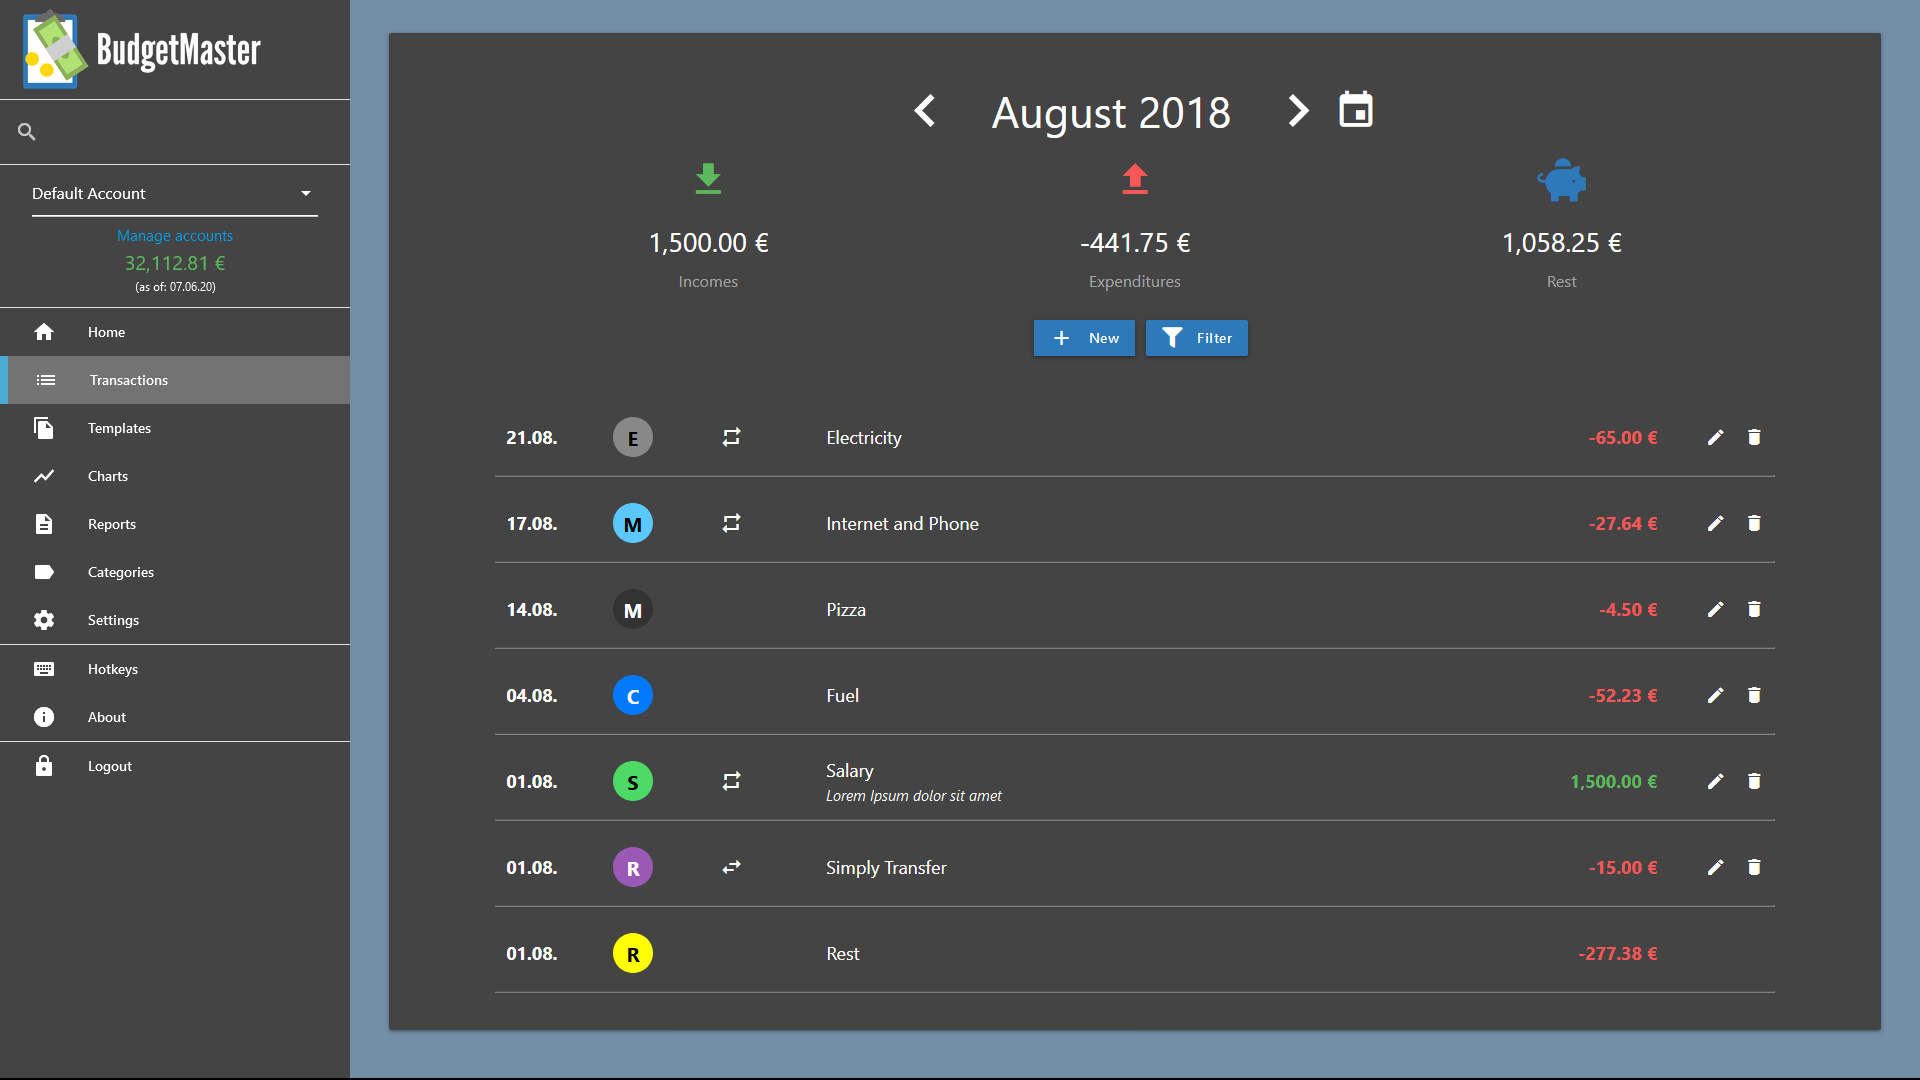 BudgetMaster
Default Account
Manage accounts
32,112.81 €
(as of: 07.06.20)
Home
Transactions
Templates
Charts
Reports
Categories
Settings
Hotkeys
About
Logout
August 2018
1,500.00 € -441.75 € 1,058.25 €
Incomes Expenditures Rest
New Filter
21.08. E Electricity -65.00 €
17.08. M Internet and Phone -27.64 €
14.08. M Pizza -4.50 €
04.08. C Fuel -52.23 €
01.08. S Salary 1,500.00 €
Lorem Ipsum dolor sit amet
01.08. R Simply Transfer -15.00 €
01.08. R Rest -277.38 €